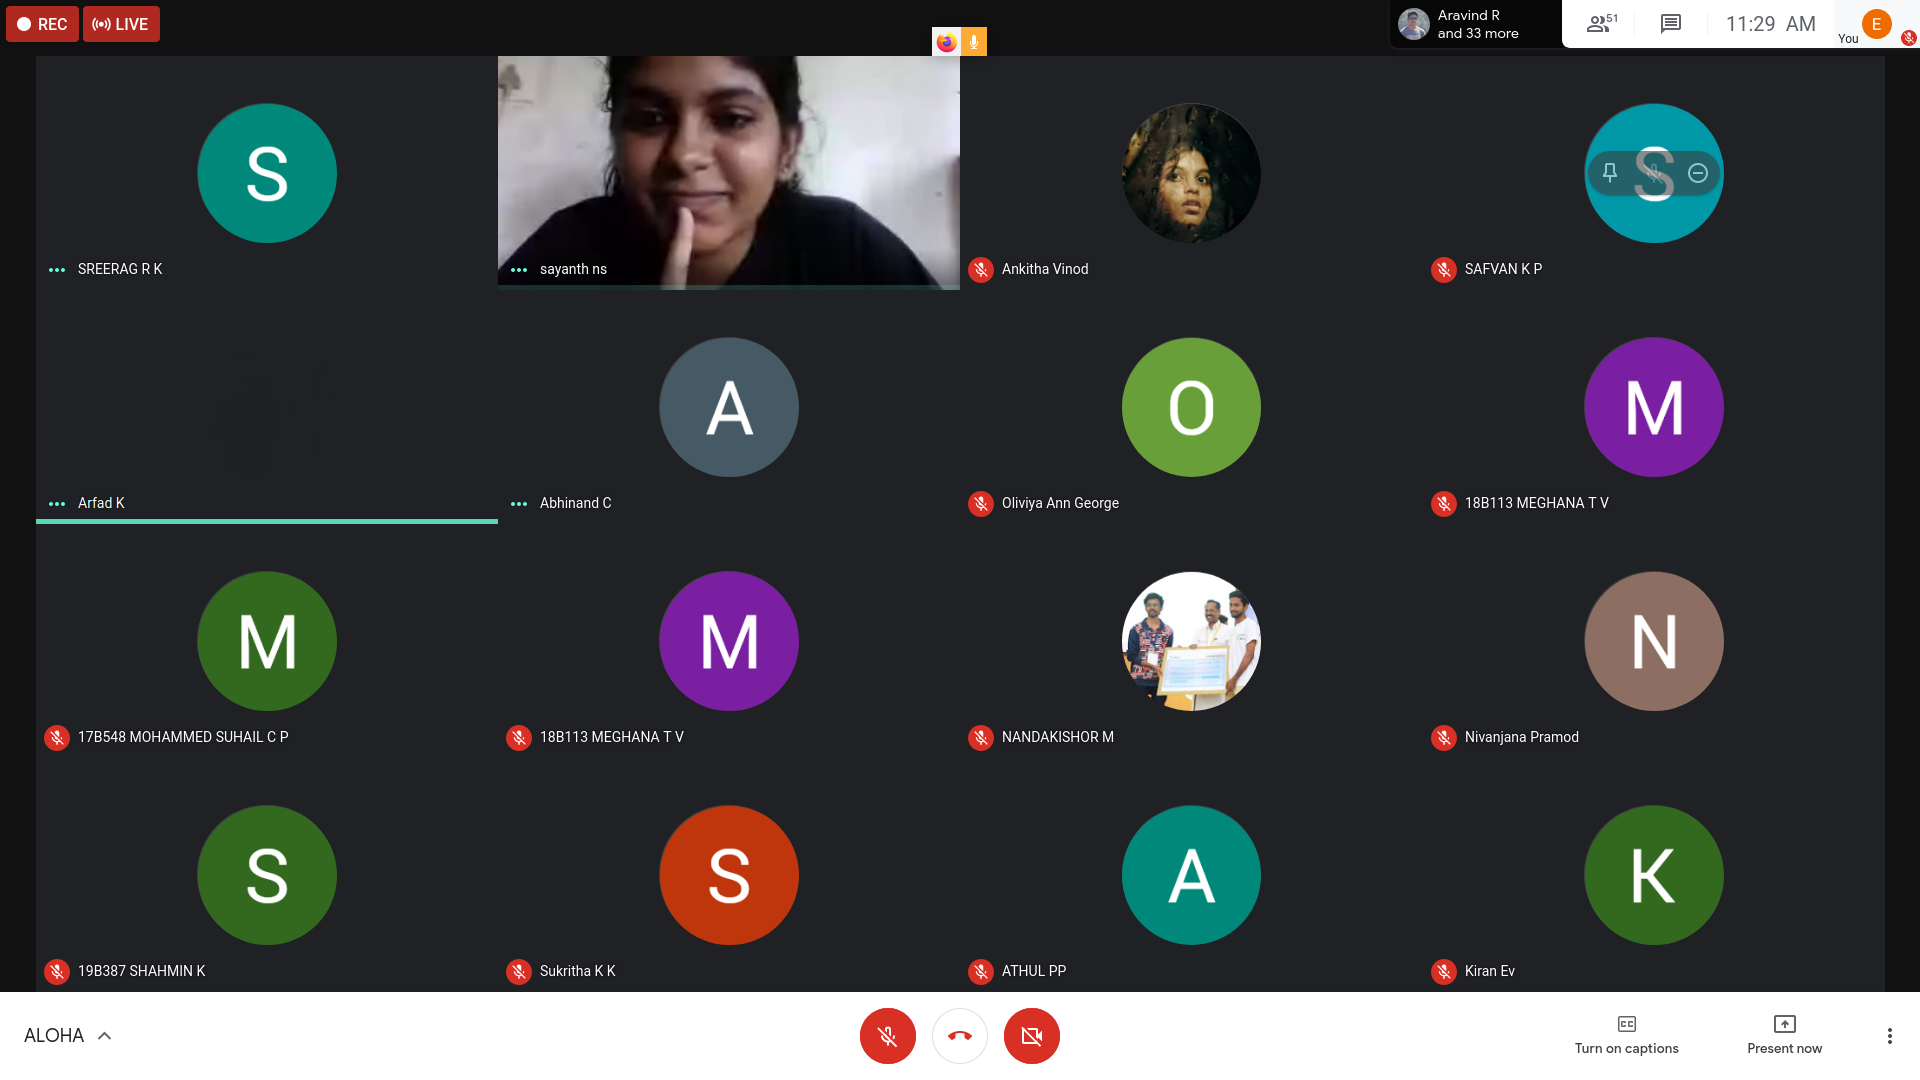 REC
LIVE
Aravind R
and 33 more
51
11:29 AM
You
E
S
SREERAG R K
sayanth ns
Ankitha Vinod
S
SAFVAN K P
Arfad K
A
Abhinand C
O
Oliviya Ann George
M
18B113 MEGHANA T V
M
17B548 MOHAMMED SUHAIL C P
M
18B113 MEGHANA T V
NANDAKISHOR M
N
Nivanjana Pramod
S
19B387 SHAHMIN K
S
Sukritha K K
A
ATHUL PP
K
Kiran Ev
ALOHA
CC
Turn on captions
Present now